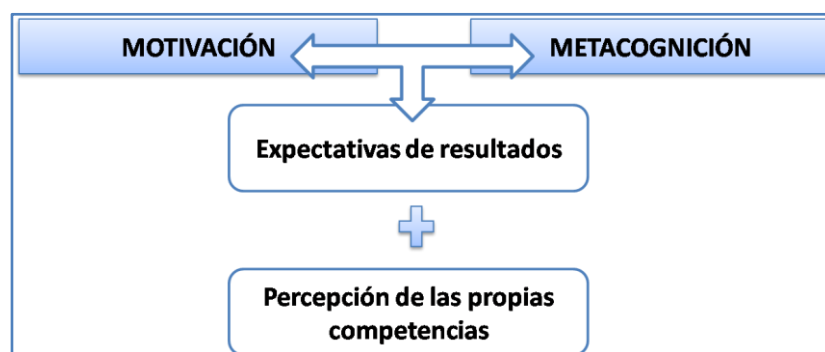 MOTIVACIÓN
METACOGNICIÓN
Expectativas de resultados
Percepción de las propias
competencias